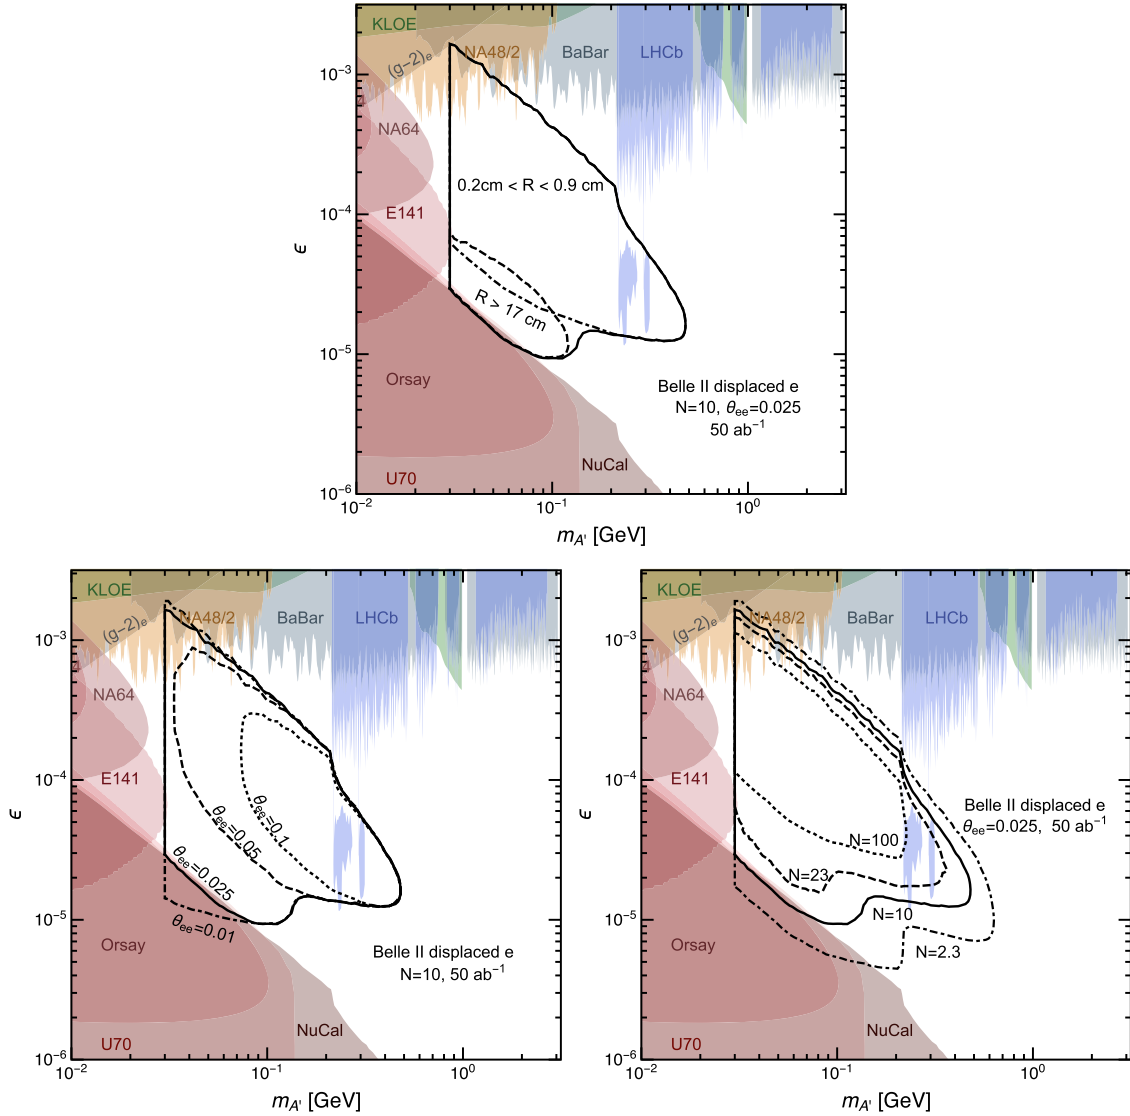 KLOE
(g−2)e
NA48/2
BaBar
LHCb
NA64
0.2cm < R < 0.9 cm
E141
R > 17 cm
Orsay
Belle II displaced e
N=10, θee=0.025
50 ab−1
NuCal
U70
10−3
10−4
10−5
10−6
ϵ
10−2
10−1
100
mA' [GeV]
KLOE
(g−2)e
NA48/2
BaBar
LHCb
NA64
E141
θee=0.1
θee=0.05
θee=0.025
θee=0.01
Orsay
Belle II displaced e
N=10, 50 ab−1
NuCal
U70
10−3
10−4
10−5
10−6
ϵ
10−2
10−1
100
mA' [GeV]
KLOE
(g−2)e
NA48/2
BaBar
LHCb
NA64
E141
Belle II displaced e
θee=0.025, 50 ab−1
N=100
N=23
N=10
N=2.3
Orsay
NuCal
U70
10−3
10−4
10−5
10−6
ϵ
10−2
10−1
100
mA' [GeV]